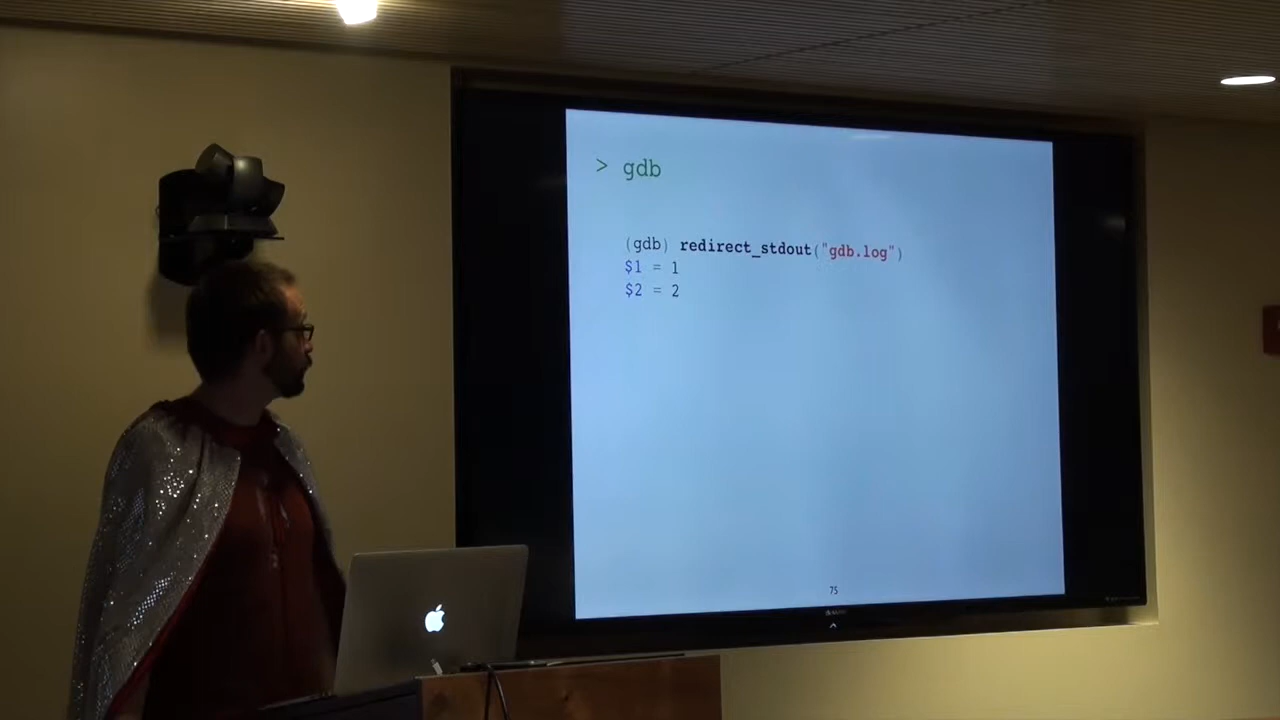 > gdb
(gdb) redirect_stdout("gdb.log")
$1 = 1
$2 = 2
75